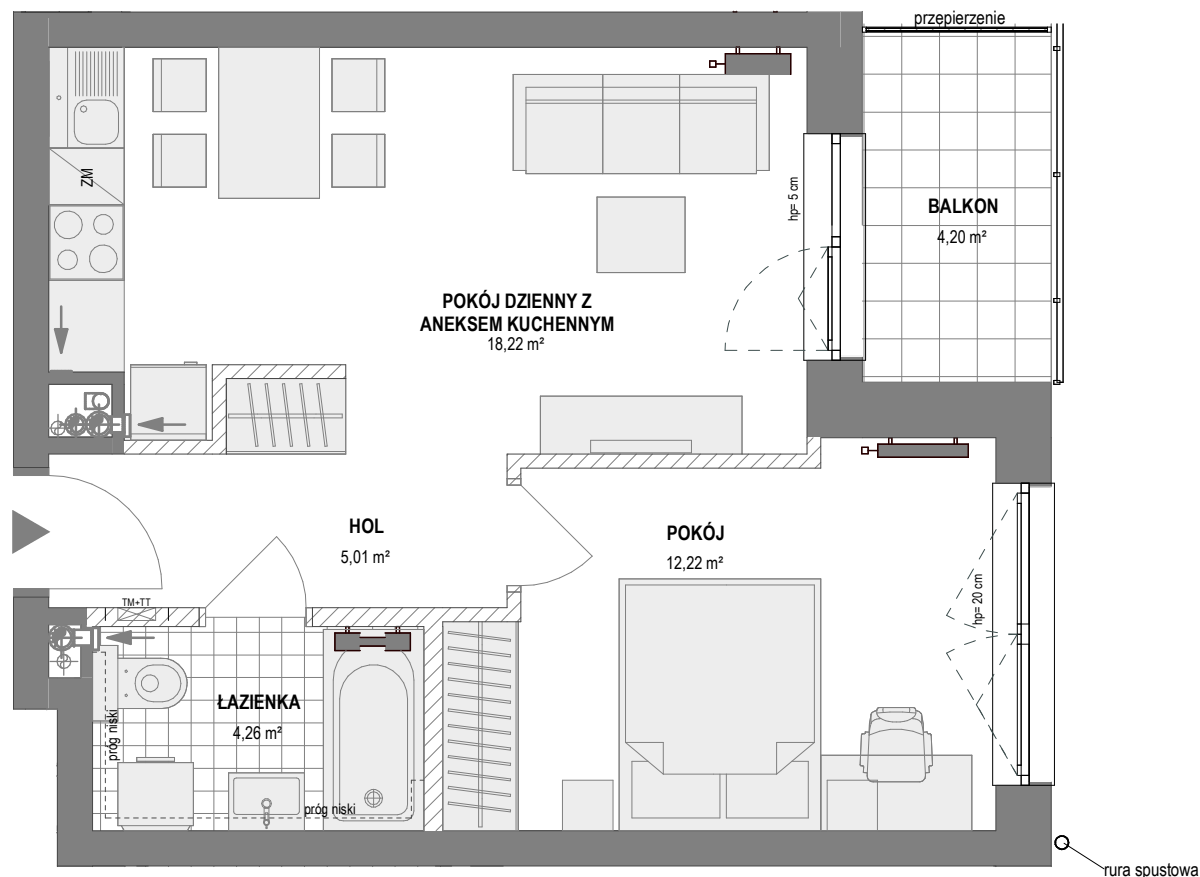 przepierzenie
ZM
hp= 5 cm
BALKON
4,20 m²
POKÓJ DZIENNY Z
ANEKSEM KUCHENNYM
18,22 m²
HOL
5,01 m²
POKÓJ
12,22 m²
hp= 20 cm
TM+TT
ŁAZIENKA
4,26 m²
próg niski
próg niski
rura spustowa